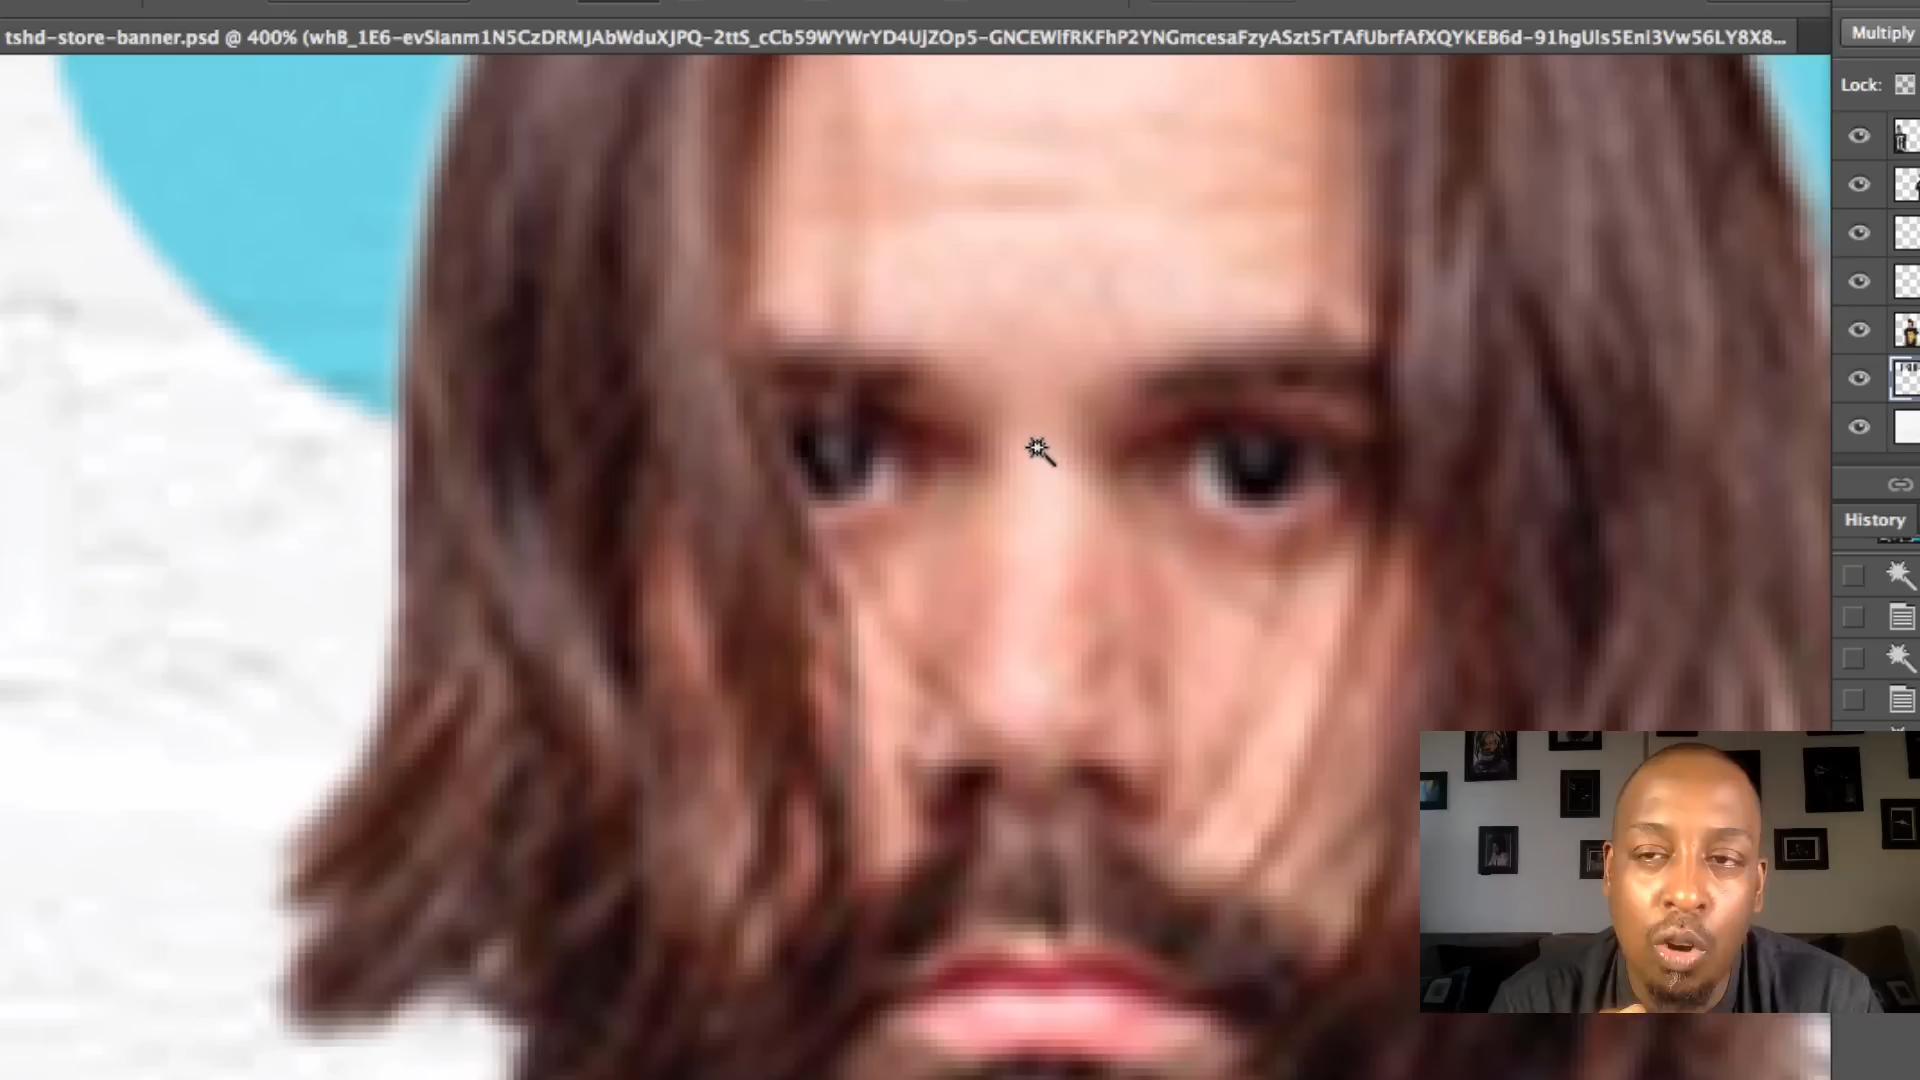 tshd-store-banner.psd @ 400% (whB_1E6-evSlanm1N5CzDRMJAbWduXJPQ-2ttS_cCb59WYWrYD4UjZOp5-GNCEWlfRKFhP2YNGmcesaFzyASzt5rTAfUbrfAfXQYKEB6d-91hgUls5Enl3Vw56LY8X8...
Multiply
Lock:
History